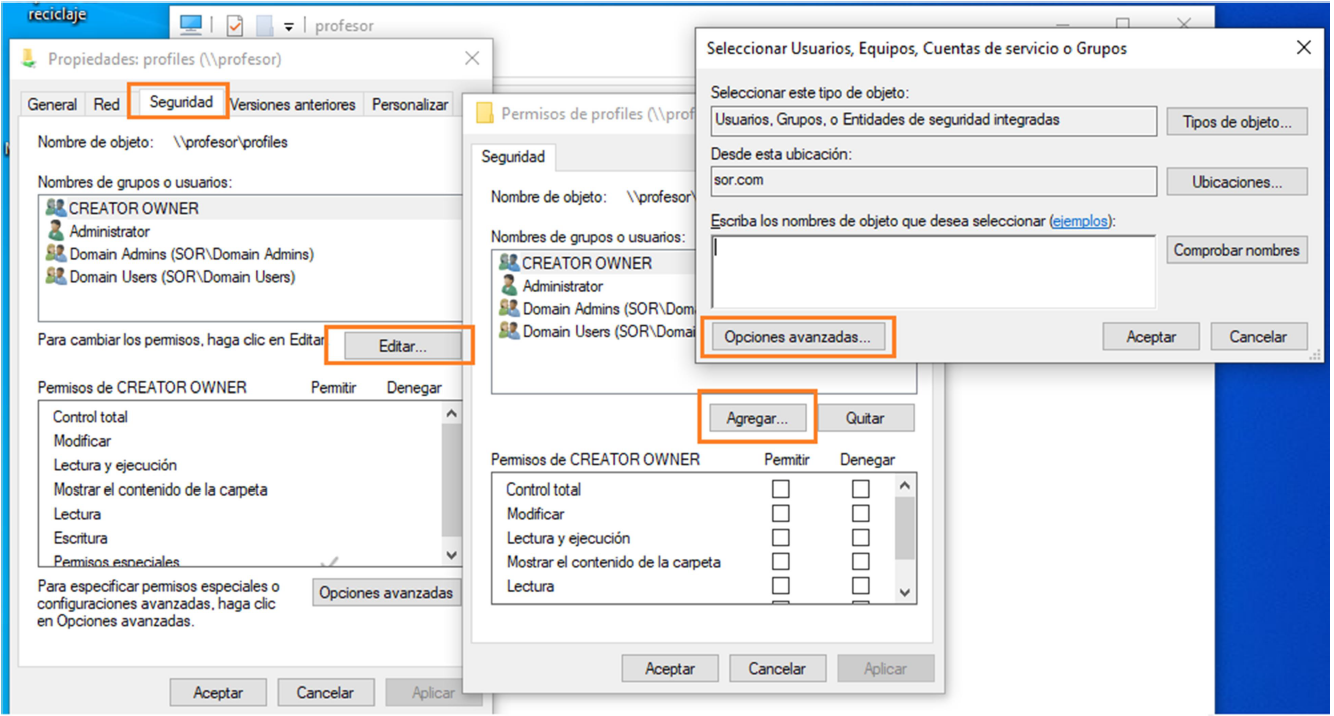 reciclaje
profesor
Propiedades: profiles (\\profesor)
General Red Seguridad Versiones anteriores Personalizar
Nombre de objeto: \\profesor\profiles
Nombres de grupos o usuarios:
CREATOR OWNER
Administrator
Domain Admins (SOR\Domain Admins)
Domain Users (SOR\Domain Users)
Para cambiar los permisos, haga clic en Editar
Editar...
Permisos de CREATOR OWNER Permitir Denegar
Control total
Modificar
Lectura y ejecución
Mostrar el contenido de la carpeta
Lectura
Escritura
Permisos especiales
Para especificar permisos especiales o
configuraciones avanzadas, haga clic
en Opciones avanzadas.
Opciones avanzadas
Aceptar Cancelar Aplicar
Permisos de profiles (\\prof
Seguridad
Nombre de objeto: \\profesor\
Nombres de grupos o usuarios:
CREATOR OWNER
Administrator
Domain Admins (SOR\Dom
Domain Users (SOR\Domai
Agregar... Quitar
Permisos de CREATOR OWNER Permitir Denegar
Control total
Modificar
Lectura y ejecución
Mostrar el contenido de la carpeta
Lectura
Aceptar Cancelar Aplicar
Seleccionar Usuarios, Equipos, Cuentas de servicio o Grupos
Seleccionar este tipo de objeto:
Usuarios, Grupos, o Entidades de seguridad integradas
Tipos de objeto...
Desde esta ubicación:
sor.com
Ubicaciones...
Escriba los nombres de objeto que desea seleccionar (ejemplos):
Comprobar nombres
Opciones avanzadas...
Aceptar Cancelar